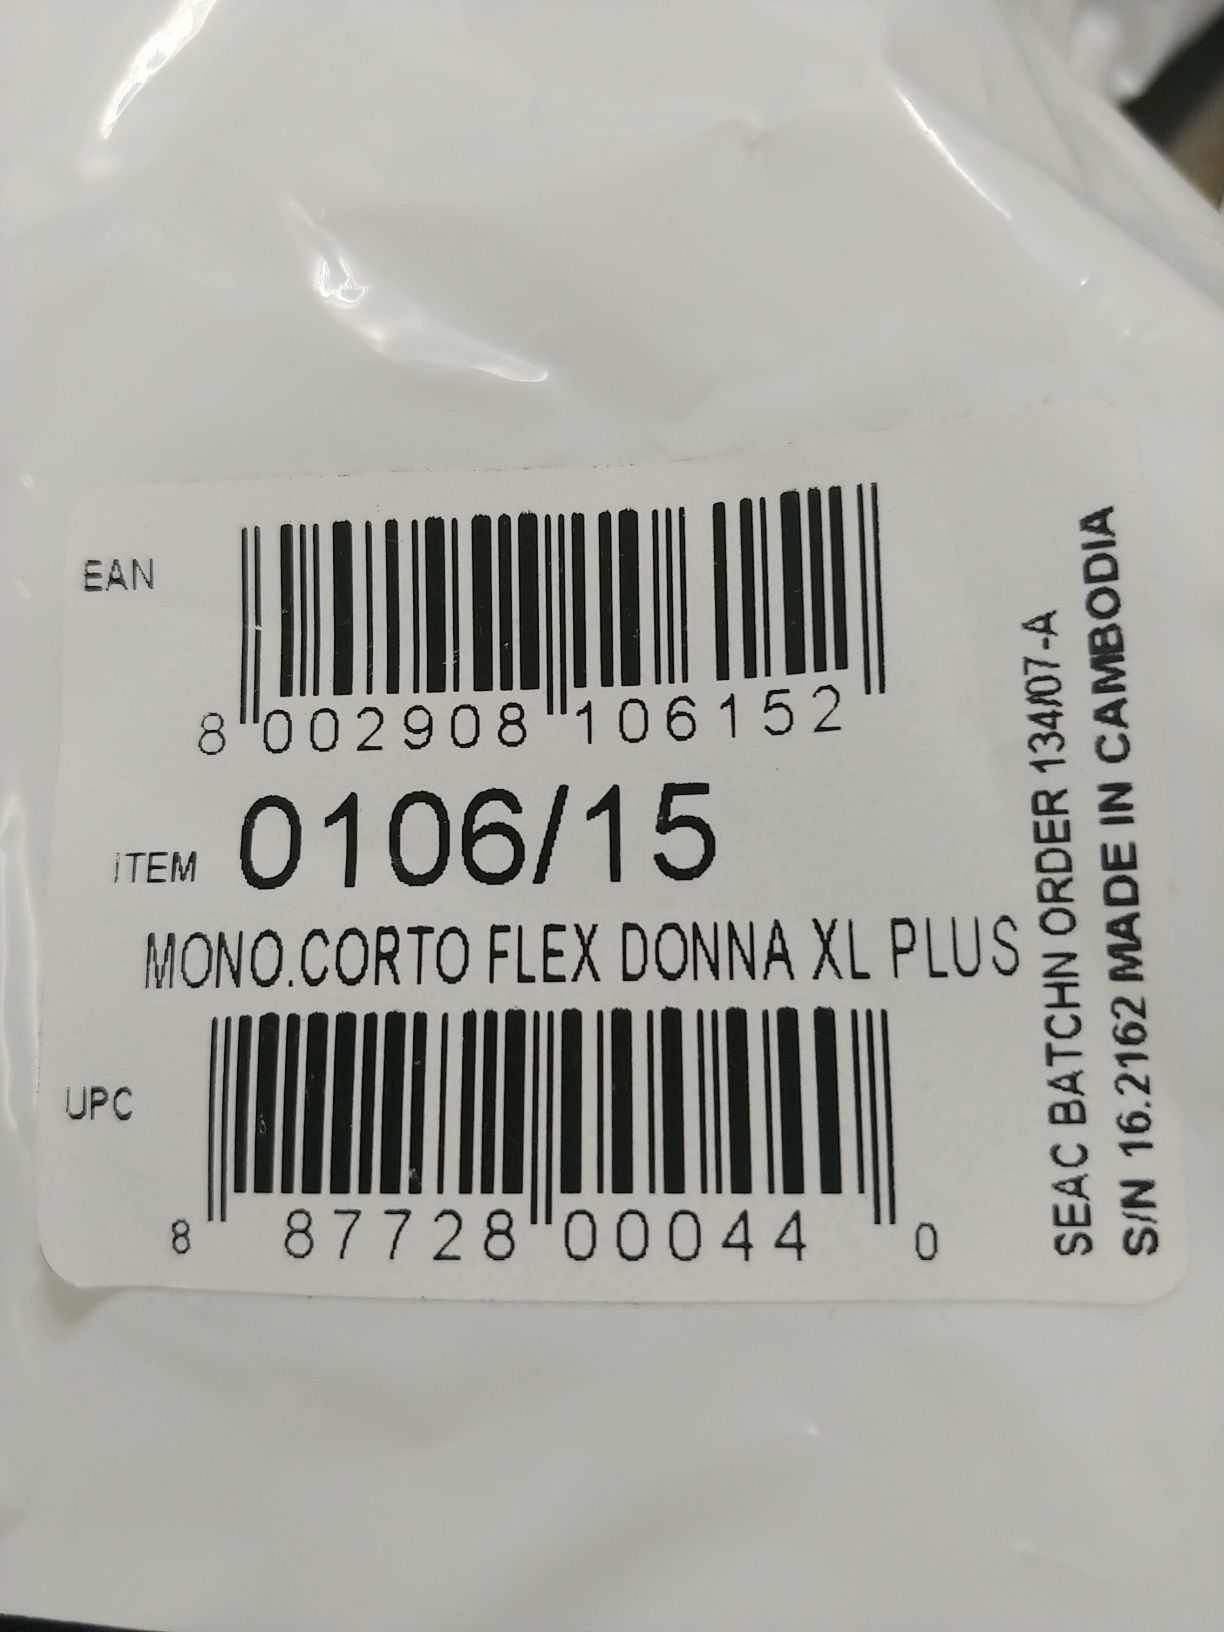 EAN
8 002908 106152
ITEM 0106/15
MONO.CORTO FLEX DONNA XL PLUS
UPC
8 87728 00044 0
SEAC BATCHN ORDER 134/07-A
S/N 16.2162 MADE IN CAMBODIA